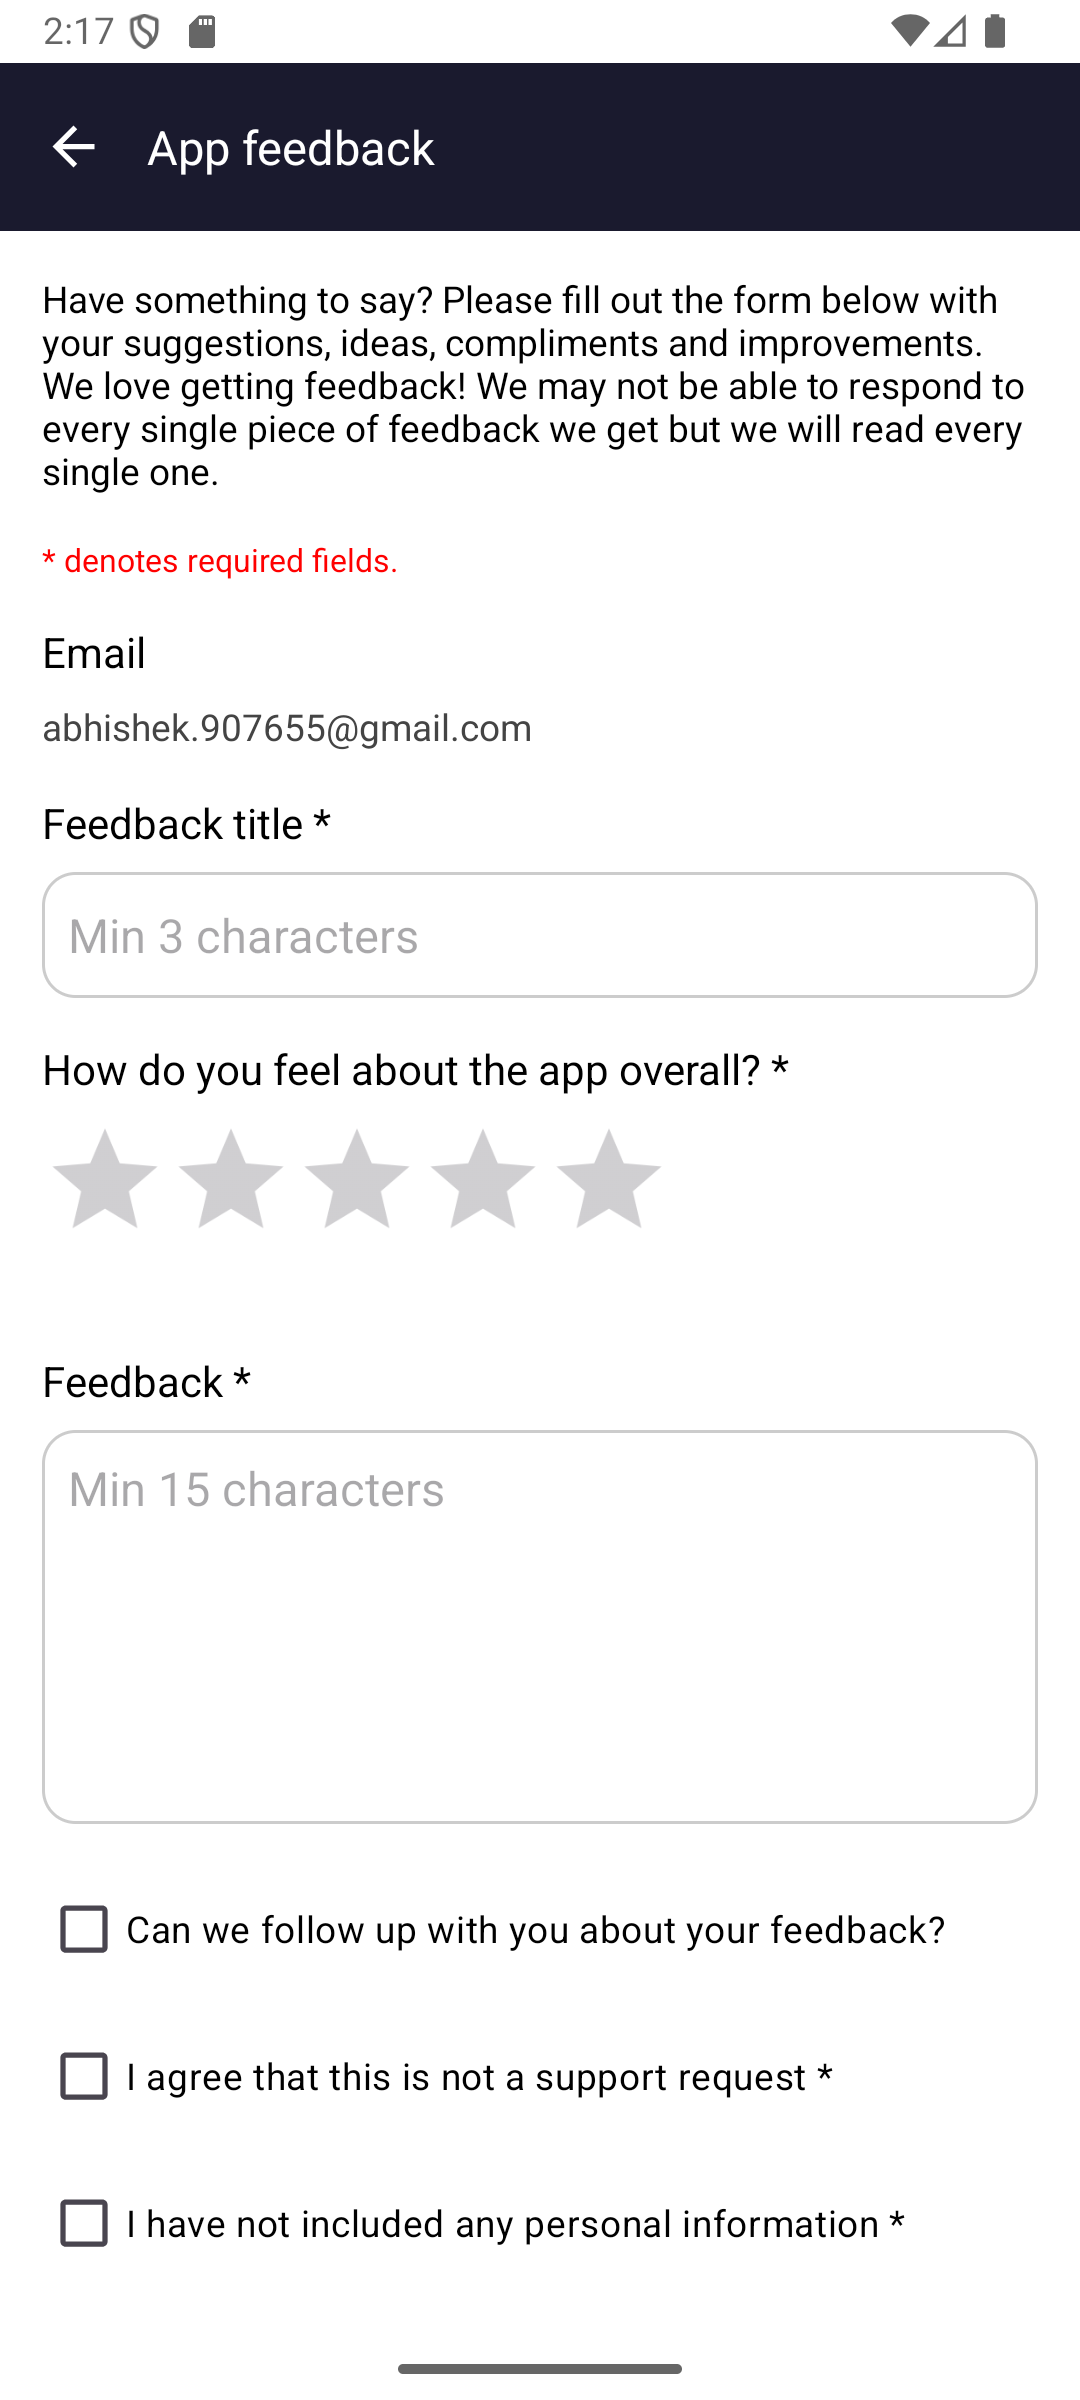 2:17
App feedback
Have something to say? Please fill out the form below with
your suggestions, ideas, compliments and improvements.
We love getting feedback! We may not be able to respond to
every single piece of feedback we get but we will read every
single one.
* denotes required fields.
Email
abhishek.907655@gmail.com
Feedback title *
Min 3 characters
How do you feel about the app overall? *
Feedback *
Min 15 characters
Can we follow up with you about your feedback?
I agree that this is not a support request *
I have not included any personal information *